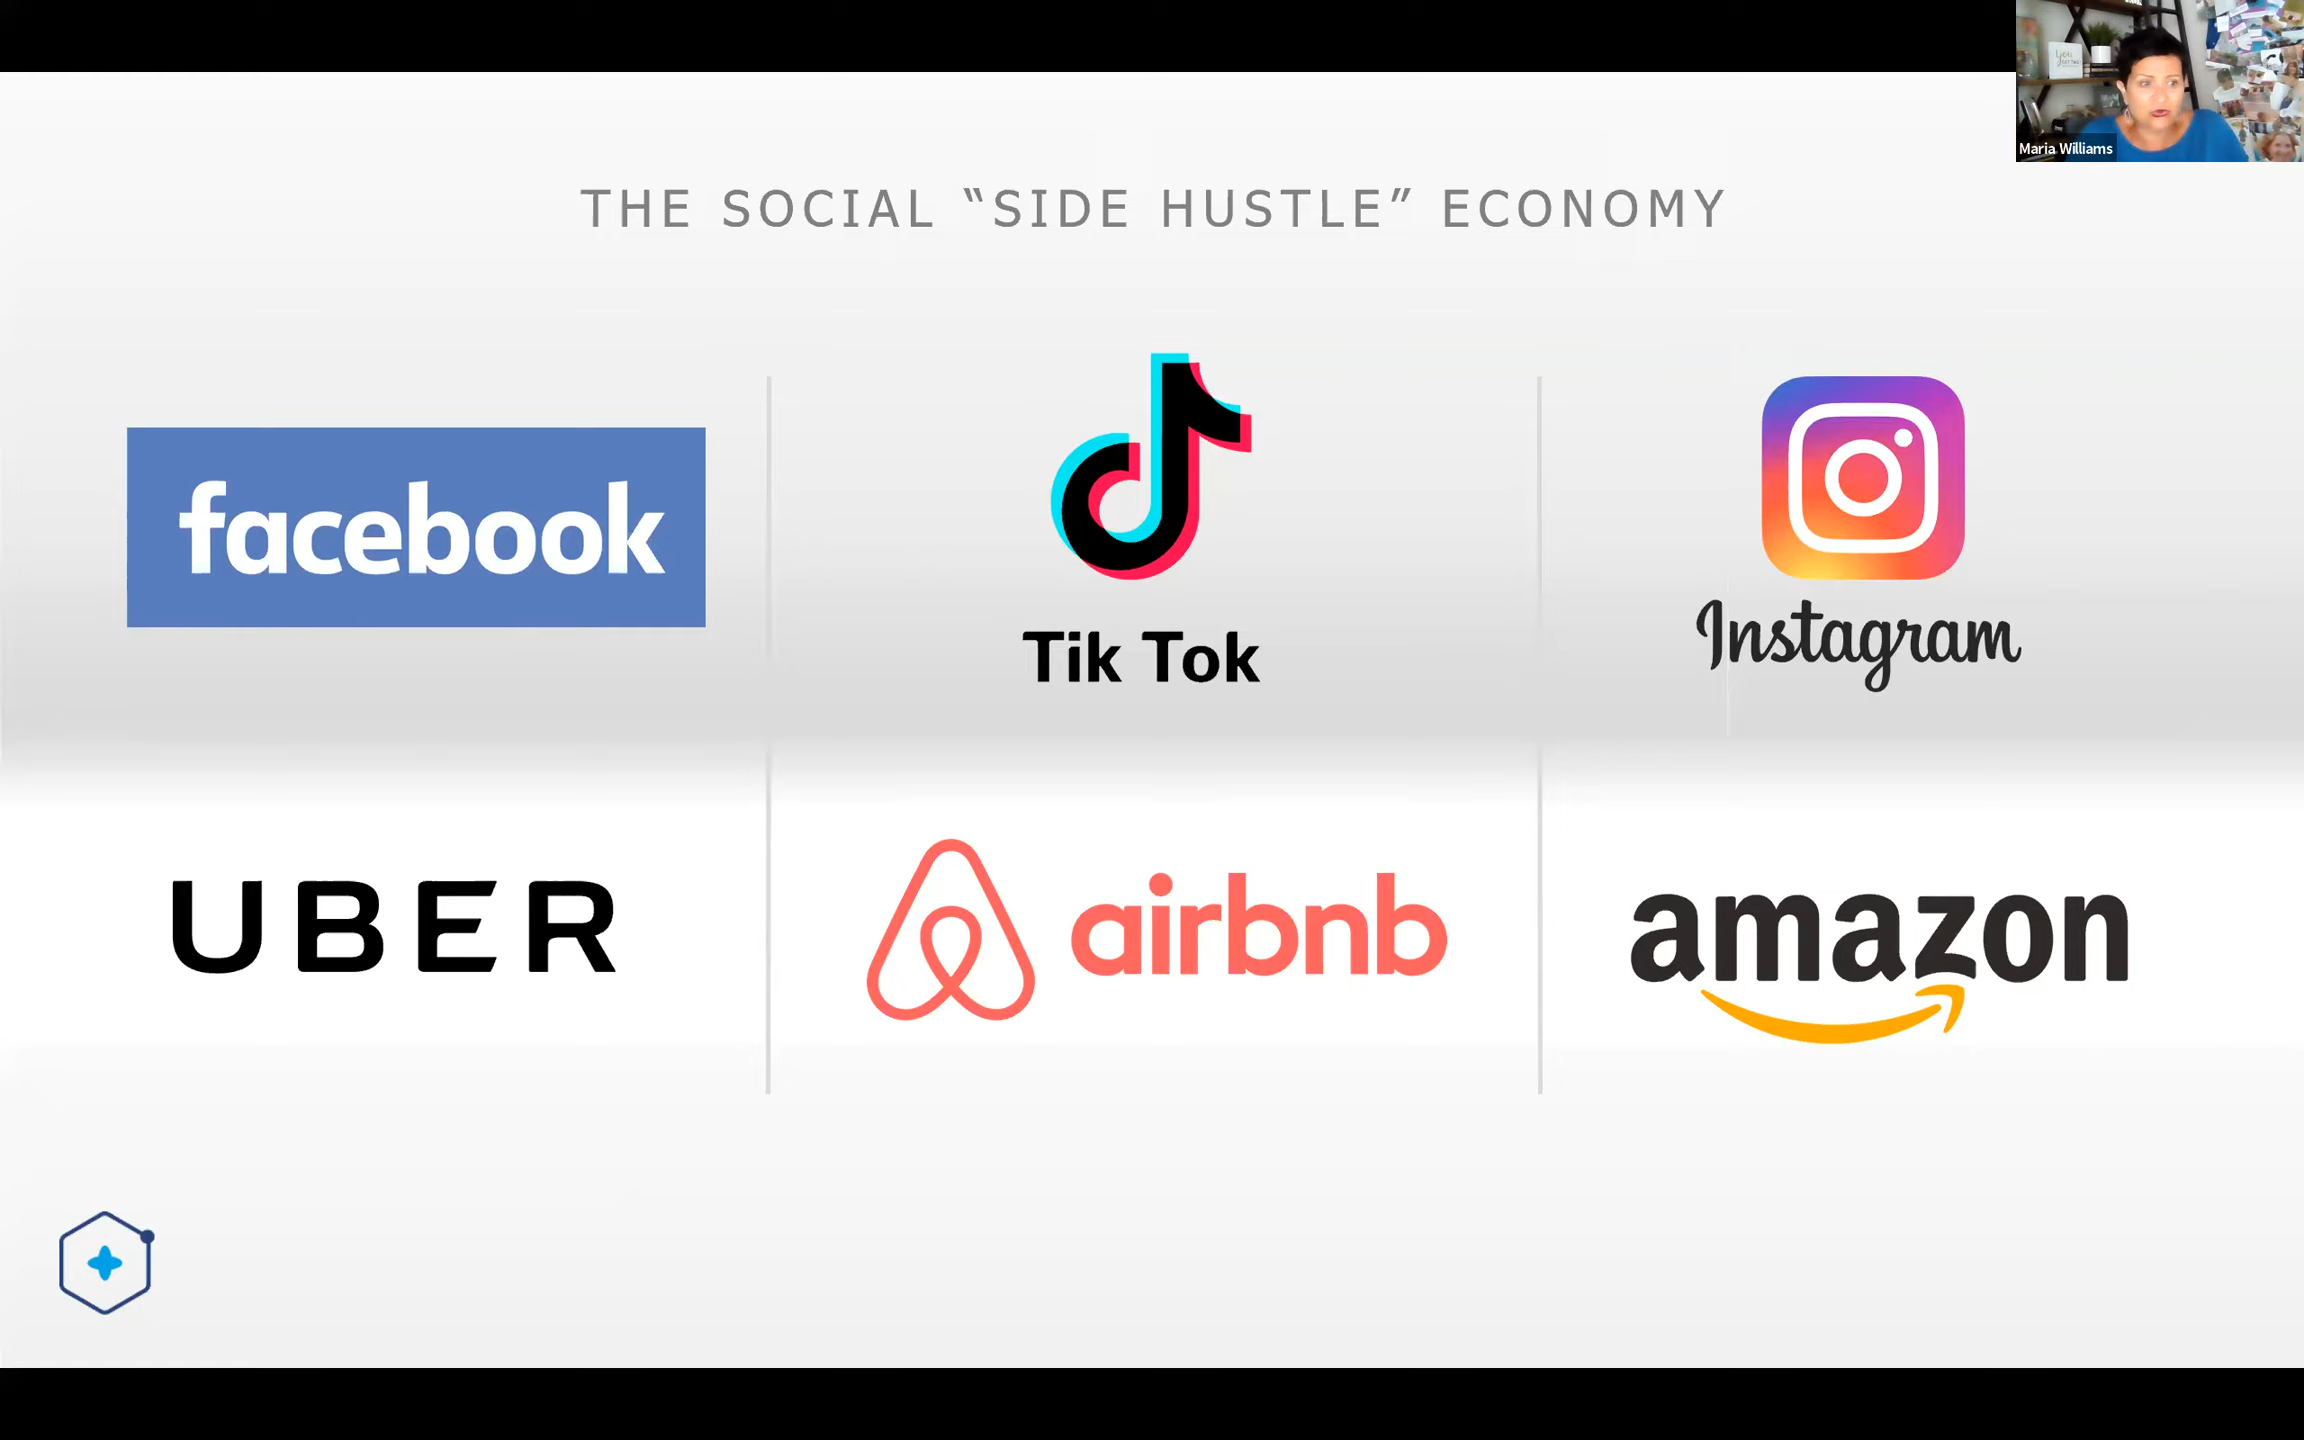 Maria Williams
THE SOCIAL “SIDE HUSTLE” ECONOMY
facebook
Tik Tok
Instagram
UBER
airbnb
amazon